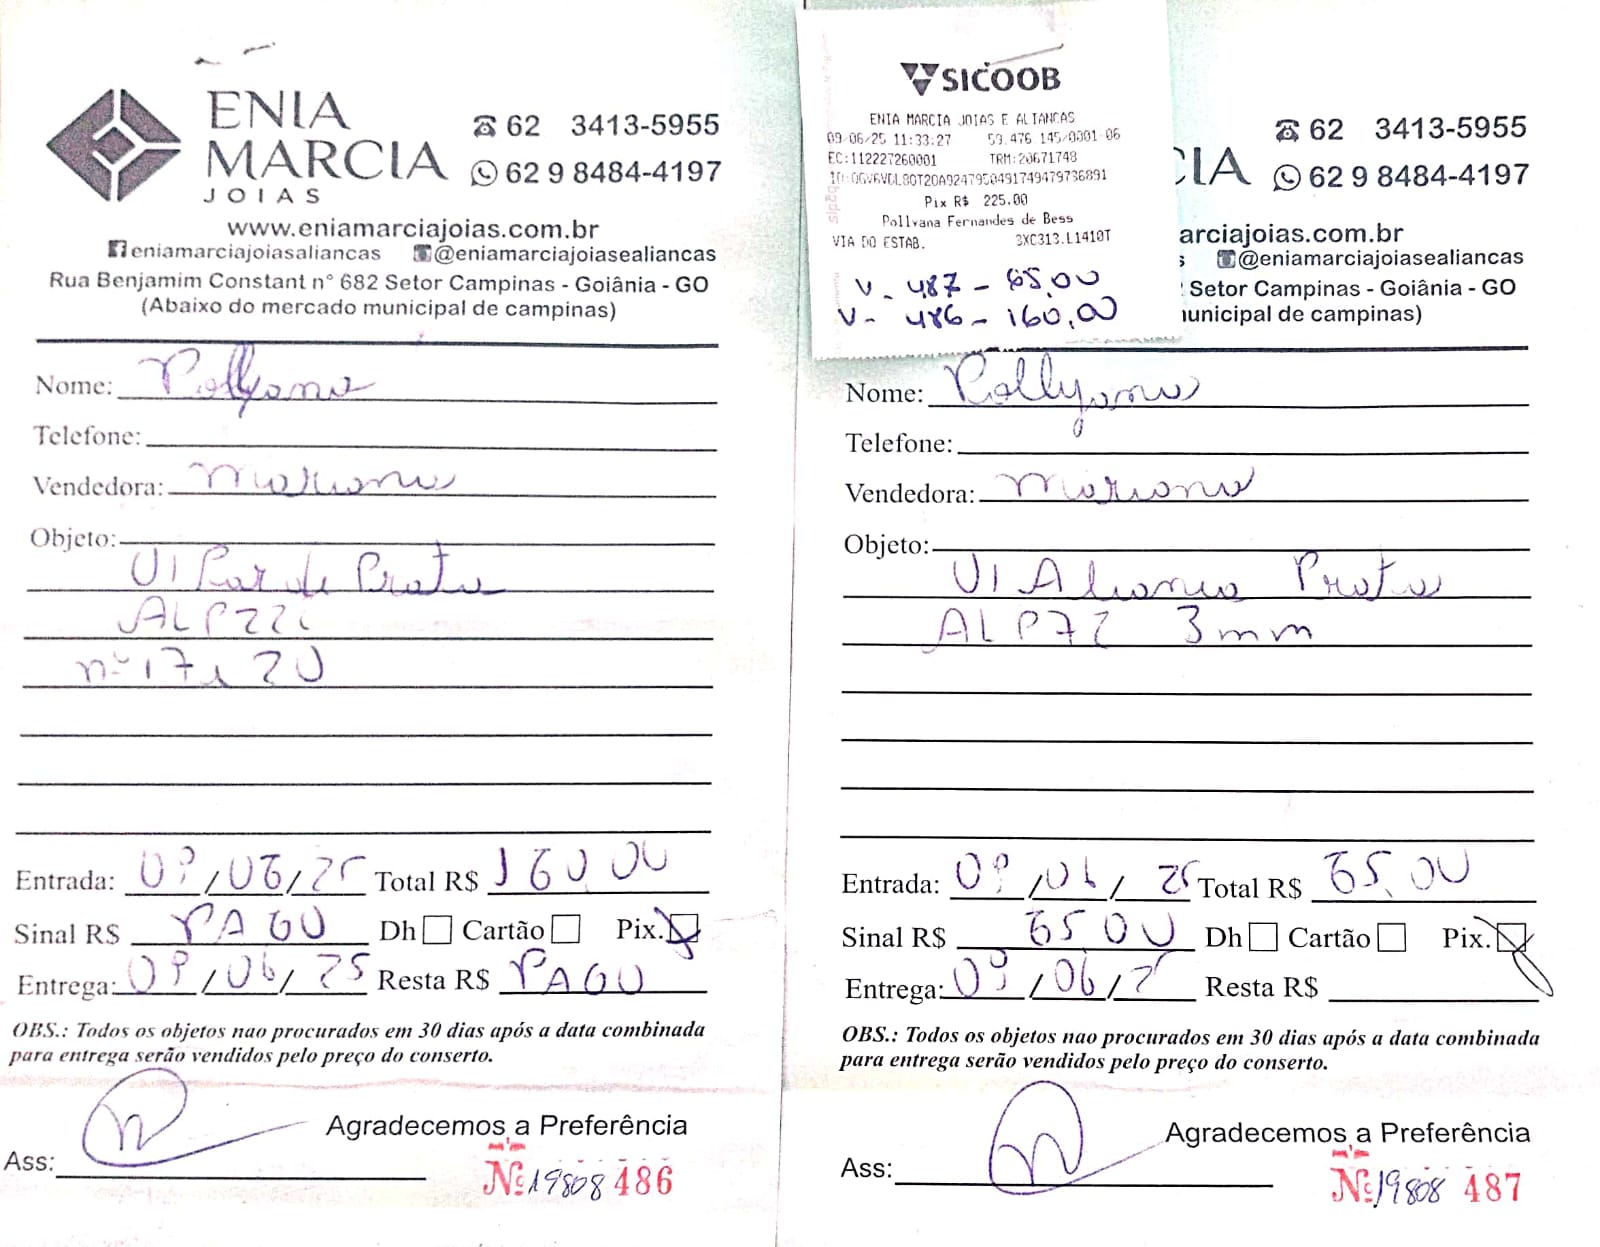 ENIA
MARCIA
JOIAS
62 3413-5955
62 9 8484-4197
www.eniamarciajoias.com.br
eniamarciajoiasaliancas @eniamarciajoiasealiancas
Rua Benjamim Constant n° 682 Setor Campinas - Goiânia - GO
(Abaixo do mercado municipal de campinas)
Nome: Pollyana
Telefone:
Vendedora: Mariana
Objeto:
01 Par de Prata
ALP22
nº 17 e 20
Entrada: 09/06/25 Total R$ 160,00
Sinal R$ PAGO Dh Cartão Pix.
Entrega: 09/06/25 Resta R$ PAGO
OBS.: Todos os objetos nao procurados em 30 dias após a data combinada
para entrega serão vendidos pelo preço do conserto.
Agradecemos a Preferência
Ass:
Nº 19808 486
SICOOB
ENIA MARCIA JOIAS E ALIANCAS
09-06/25 11:33:27 59.476 145/0001-06
EC:112227260001 TRM:20671748
Pix R$ 225.00
Pollyana Fernandes de Bess
VIA DO ESTAB. 3XC313.L1410T
V - 487 - 65,00
V - 486 - 160,00
62 3413-5955
CIA 62 9 8484-4197
arciajoias.com.br
s @eniamarciajoiasealiancas
Setor Campinas - Goiânia - GO
unicipal de campinas)
Nome: Pollyana
Telefone:
Vendedora: Mariana
Objeto:
01 Aliança Prata
ALP72 3mm
Entrada: 09/06/25 Total R$ 65,00
Sinal R$ 65 00 Dh Cartão Pix.
Entrega: 09/06/25 Resta R$
OBS.: Todos os objetos nao procurados em 30 dias após a data combinada
para entrega serão vendidos pelo preço do conserto.
Agradecemos a Preferência
Ass:
Nº 19808 487